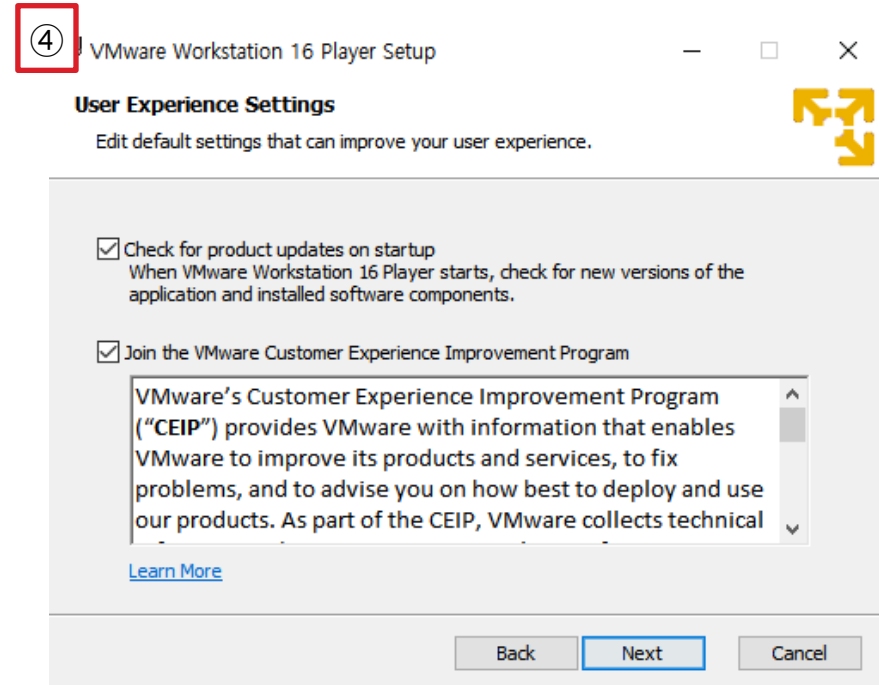 ④ VMware Workstation 16 Player Setup
User Experience Settings
Edit default settings that can improve your user experience.
Check for product updates on startup
When VMware Workstation 16 Player starts, check for new versions of the
application and installed software components.
Join the VMware Customer Experience Improvement Program
VMware’s Customer Experience Improvement Program
(“CEIP”) provides VMware with information that enables
VMware to improve its products and services, to fix
problems, and to advise you on how best to deploy and use
our products. As part of the CEIP, VMware collects technical
Learn More
Back Next Cancel